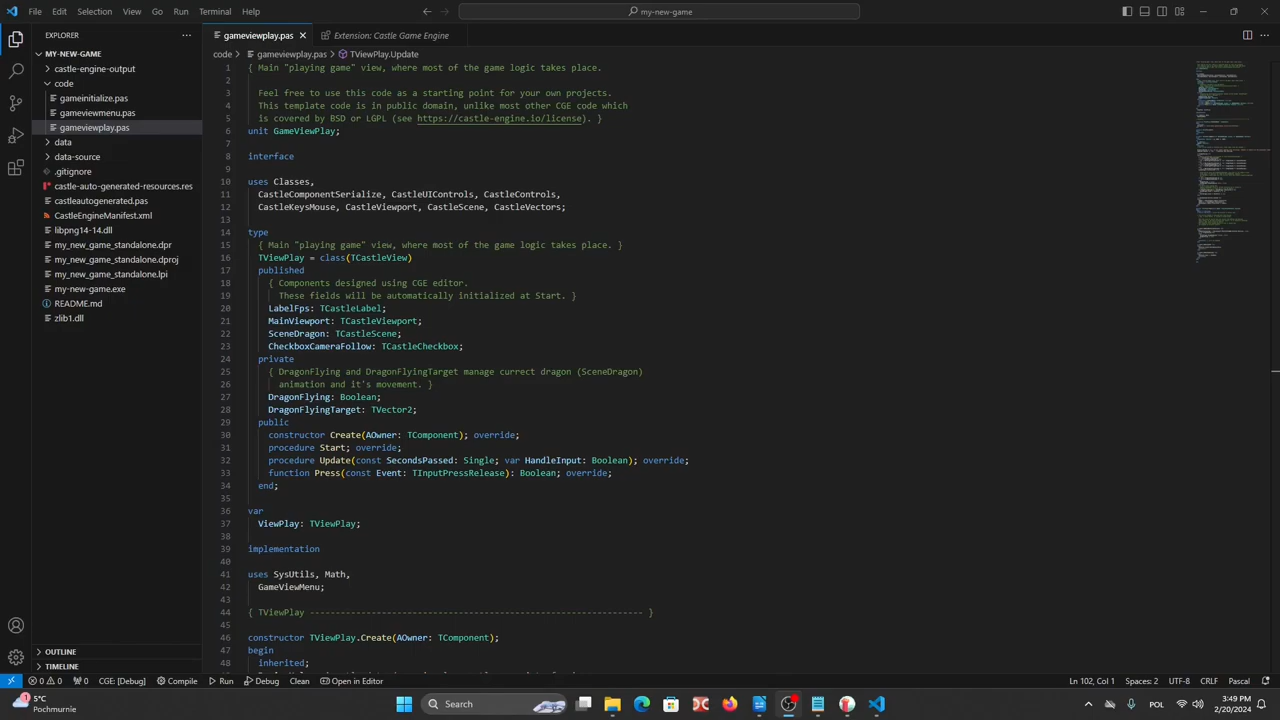 File Edit Selection View Go Run Terminal Help
my-new-game
EXPLORER
gameviewplay.pas
Extension: Castle Game Engine
MY-NEW-GAME
castle-engine-output
code
gameinitialize.pas
gameviewmenu.pas
gameviewplay.pas
data
data-source
.gitignore
castle-auto-generated-resources.res
castleautogenerated.pas
CastleEngineManifest.xml
libpng14-14.dll
my_new_game_standalone.dpr
my_new_game_standalone.dproj
my_new_game_standalone.lpi
my-new-game.exe
README.md
zlib1.dll
OUTLINE
TIMELINE
code > gameviewplay.pas > TViewPlay.Update
1 { Main "playing game" view, where most of the game logic takes place.
2
3 Feel free to use this code as a starting point for your own projects.
4 This template code is in public domain, unlike most other CGE code which
5 is covered by BSD or LGPL (see http://castle-engine.io/license). }
6 unit GameViewPlay;
7
8 interface
9
10 uses Classes,
11 CastleComponentSerialize, CastleUIControls, CastleControls,
12 CastleKeysMouse, CastleViewport, CastleScene, CastleVectors;
13
14 type
15 { Main "playing game" view, where most of the game logic takes place. }
16 TViewPlay = class(TCastleView)
17 published
18 { Components designed using CGE editor.
19 These fields will be automatically initialized at Start. }
20 LabelFps: TCastleLabel;
21 MainViewport: TCastleViewport;
22 SceneDragon: TCastleScene;
23 CheckboxCameraFollow: TCastleCheckbox;
24 private
25 { DragonFlying and DragonFlyingTarget manage currect dragon (SceneDragon)
26 animation and it's movement. }
27 DragonFlying: Boolean;
28 DragonFlyingTarget: TVector2;
29 public
30 constructor Create(AOwner: TComponent); override;
31 procedure Start; override;
32 procedure Update(const SecondsPassed: Single; var HandleInput: Boolean); override;
33 function Press(const Event: TInputPressRelease): Boolean; override;
34 end;
35
36 var
37 ViewPlay: TViewPlay;
38
39 implementation
40
41 uses SysUtils, Math,
42 GameViewMenu;
43
44 { TViewPlay ---------------------------------------------------------------- }
45
46 constructor TViewPlay.Create(AOwner: TComponent);
47 begin
48 inherited;
0 0 0 CGE: [Debug] Compile Run Debug Clean Open in Editor
Ln 102, Col 1 Spaces: 2 UTF-8 CRLF Pascal
5°C
Pochmurnie
Search
POL
3:49 PM
2/20/2024